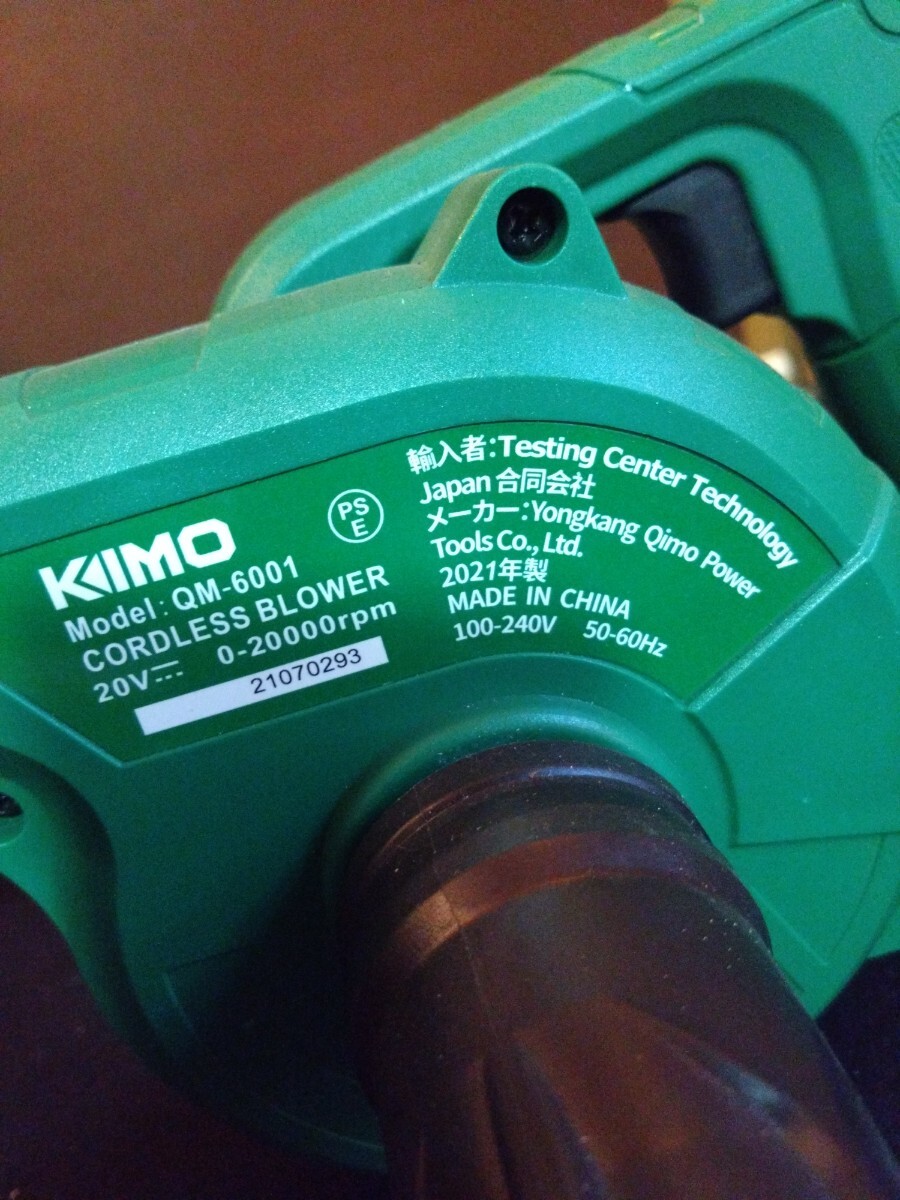 KIMO
PS
E
Model: QM-6001
CORDLESS BLOWER
20V⎓ 0-20000rpm
21070293
輸入者:Testing Center Technology
Japan 合同会社
メーカー:Yongkang Qimo Power
Tools Co., Ltd.
2021年製
MADE IN CHINA
100-240V 50-60Hz